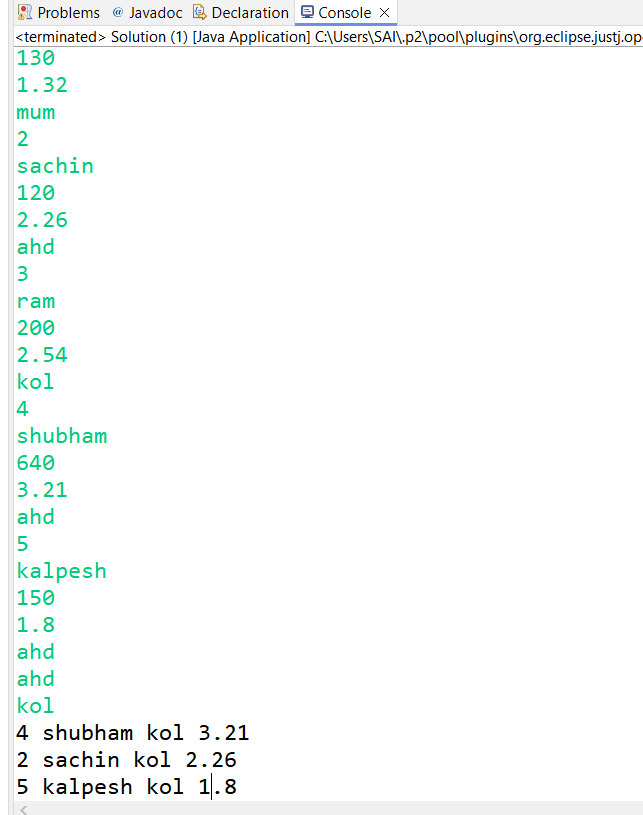 Problems @ Javadoc Declaration Console
<terminated> Solution (1) [Java Application] C:\Users\SAI\.p2\pool\plugins\org.eclipse.justj.op
130
1.32
mum
2
sachin
120
2.26
ahd
3
ram
200
2.54
kol
4
shubham
640
3.21
ahd
5
kalpesh
150
1.8
ahd
ahd
kol
4 shubham kol 3.21
2 sachin kol 2.26
5 kalpesh kol 1.8